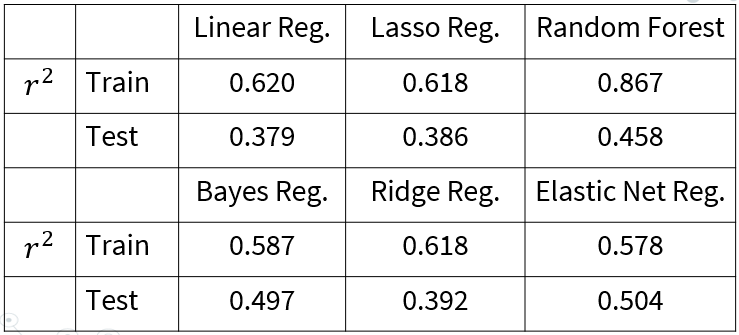 Linear Reg. Lasso Reg. Random Forest
r² Train 0.620 0.618 0.867
Test 0.379 0.386 0.458
Bayes Reg. Ridge Reg. Elastic Net Reg.
r² Train 0.587 0.618 0.578
Test 0.497 0.392 0.504